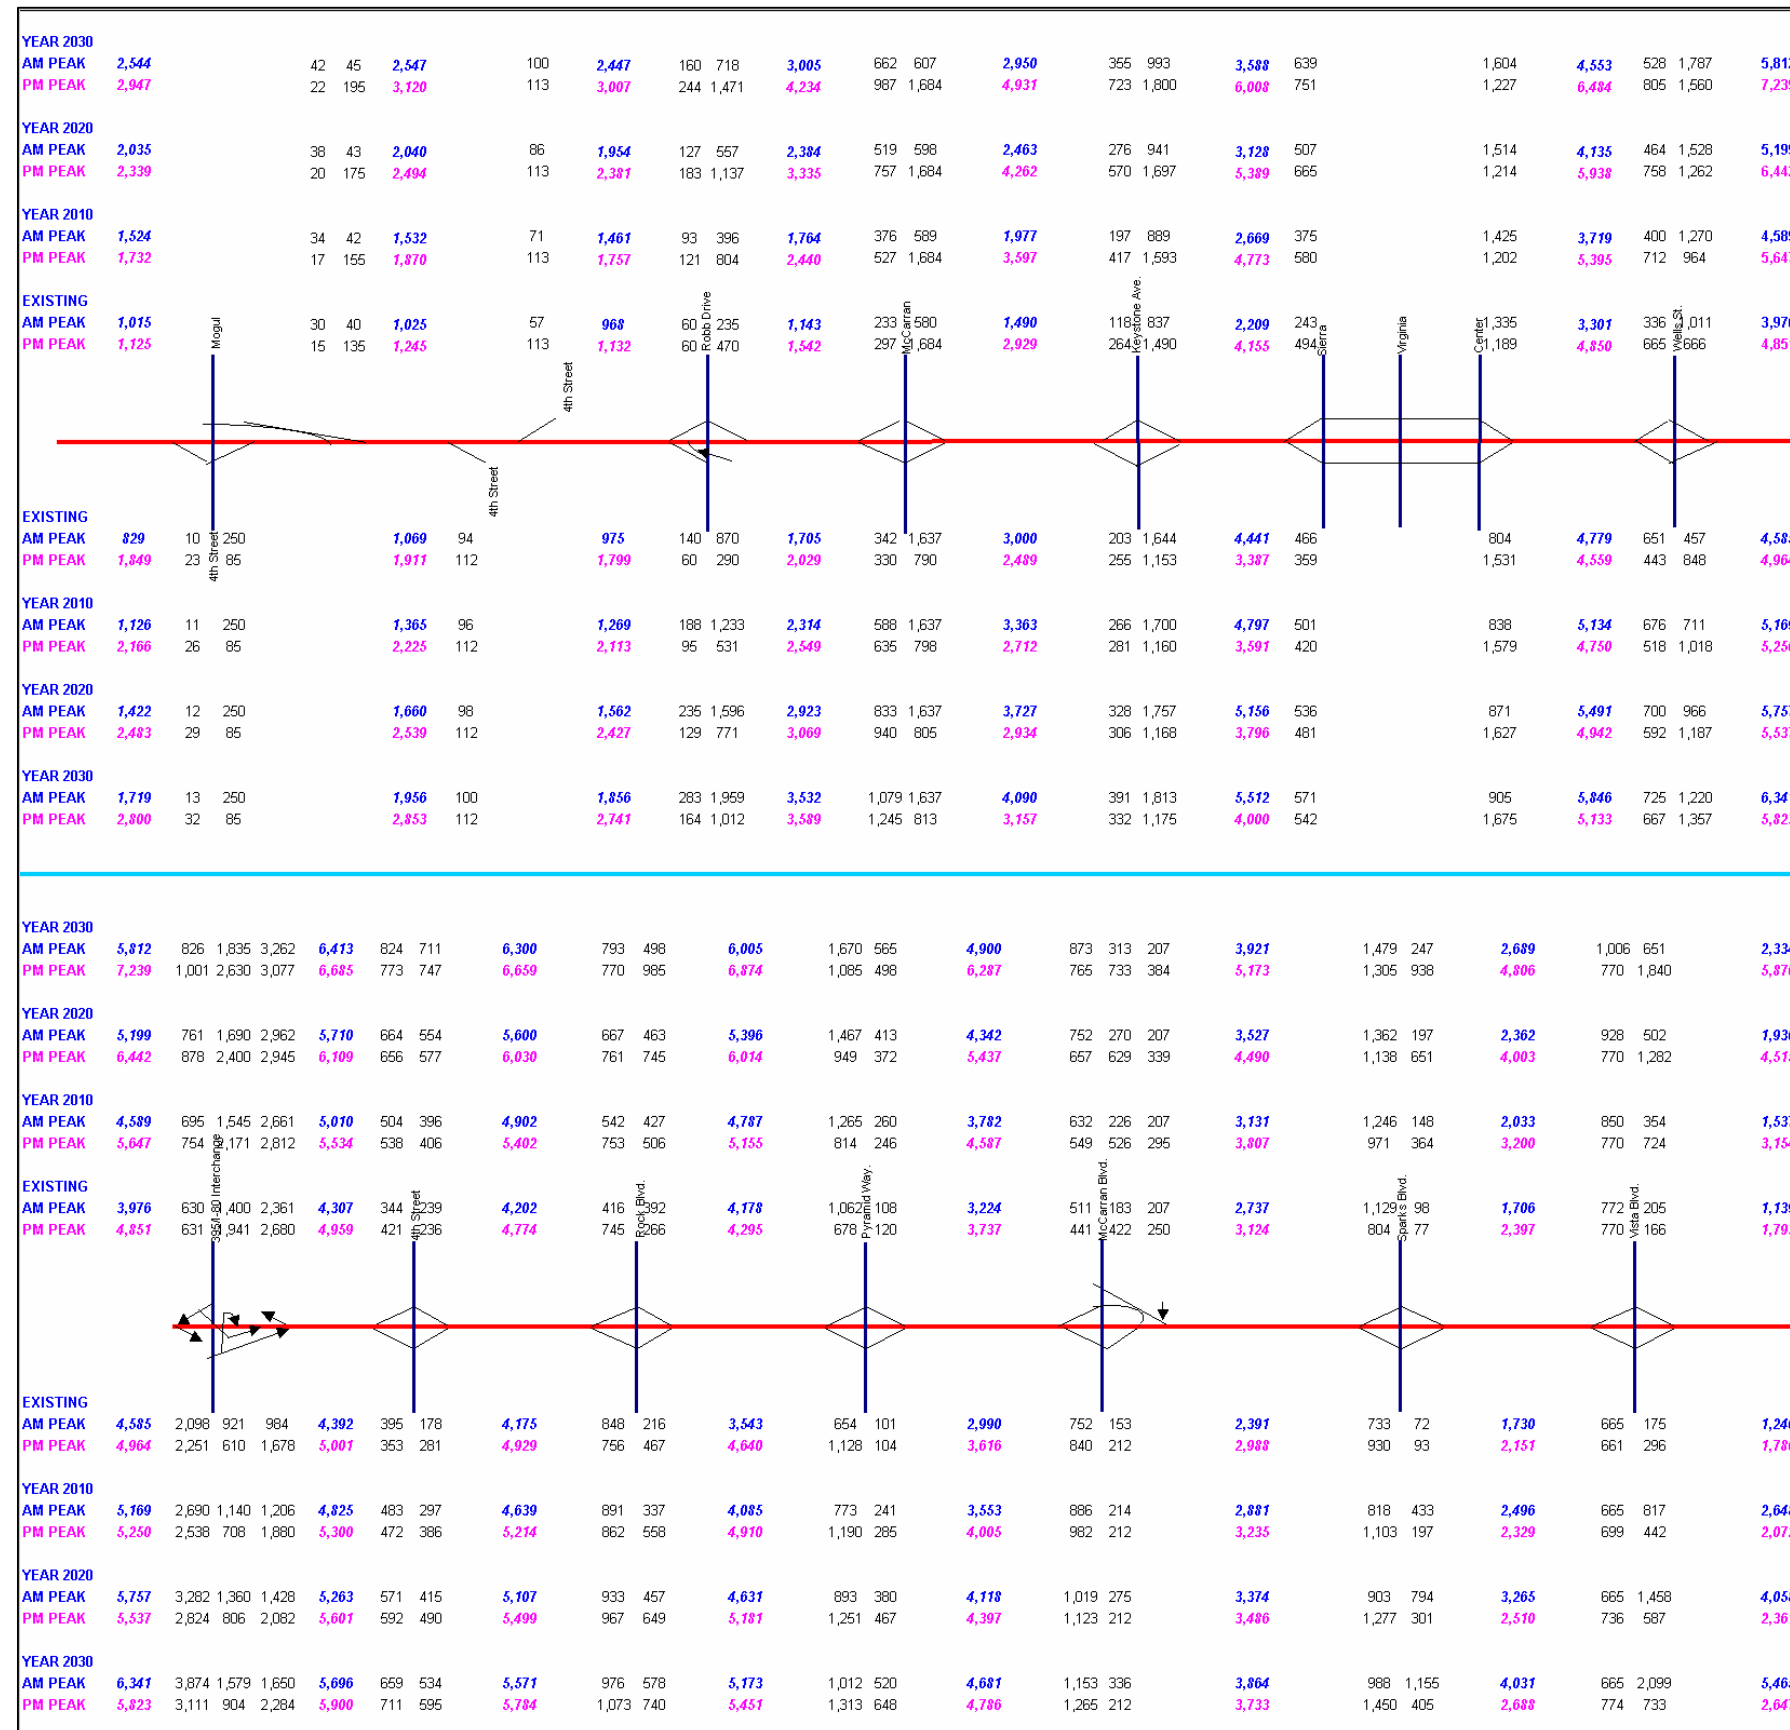 YEAR 2030
AM PEAK 2,544 42 45 2,547 100 2,447 160 718 3,005 662 607 2,950 355 993 3,588 639 1,604 4,553 528 1,787 5,812
PM PEAK 2,947 22 195 3,120 113 3,007 244 1,471 4,234 987 1,684 4,931 723 1,800 6,008 751 1,227 6,484 805 1,560 7,239
YEAR 2020
AM PEAK 2,035 38 43 2,040 86 1,954 127 557 2,384 519 598 2,463 276 941 3,128 507 1,514 4,135 464 1,528 5,199
PM PEAK 2,339 20 175 2,494 113 2,381 183 1,137 3,335 757 1,684 4,262 570 1,697 5,389 665 1,214 5,938 758 1,262 6,442
YEAR 2010
AM PEAK 1,524 34 42 1,532 71 1,461 93 396 1,764 376 589 1,977 197 889 2,669 375 1,425 3,719 400 1,270 4,589
PM PEAK 1,732 17 155 1,870 113 1,757 121 804 2,440 527 1,684 3,597 417 1,593 4,773 580 1,202 5,395 712 964 5,647
EXISTING
AM PEAK 1,015 30 40 1,025 57 968 60 235 1,143 233 580 1,490 118 837 2,209 243 1,335 3,301 336 1,011 3,976
PM PEAK 1,125 15 135 1,245 113 1,132 60 470 1,542 297 1,684 2,929 264 1,490 4,155 494 1,189 4,850 665 666 4,851
Mogul
4th Street
4th Street
4th Street
Robb Drive
McCarran
Keystone Ave.
Sierra
Virginia
Center
Wells St.
EXISTING
AM PEAK 829 10 250 1,069 94 975 140 870 1,705 342 1,637 3,000 203 1,644 4,441 466 804 4,779 651 457 4,585
PM PEAK 1,849 23 85 1,911 112 1,799 60 290 2,029 330 790 2,489 255 1,153 3,387 359 1,531 4,559 443 848 4,964
YEAR 2010
AM PEAK 1,126 11 250 1,365 96 1,269 188 1,233 2,314 588 1,637 3,363 266 1,700 4,797 501 838 5,134 676 711 5,169
PM PEAK 2,166 26 85 2,225 112 2,113 95 531 2,549 635 798 2,712 281 1,160 3,591 420 1,579 4,750 518 1,018 5,250
YEAR 2020
AM PEAK 1,422 12 250 1,660 98 1,562 235 1,596 2,923 833 1,637 3,727 328 1,757 5,156 536 871 5,491 700 966 5,757
PM PEAK 2,483 29 85 2,539 112 2,427 129 771 3,069 940 805 2,934 306 1,168 3,796 481 1,627 4,942 592 1,187 5,537
YEAR 2030
AM PEAK 1,719 13 250 1,956 100 1,856 283 1,959 3,532 1,079 1,637 4,090 391 1,813 5,512 571 905 5,846 725 1,220 6,341
PM PEAK 2,800 32 85 2,853 112 2,741 164 1,012 3,589 1,245 813 3,157 332 1,175 4,000 542 1,675 5,133 667 1,357 5,823
YEAR 2030
AM PEAK 5,812 826 1,835 3,262 6,413 824 711 6,300 793 498 6,005 1,670 565 4,900 873 313 207 3,921 1,479 247 2,689 1,006 651 2,334
PM PEAK 7,239 1,001 2,630 3,077 6,685 773 747 6,659 770 985 6,874 1,085 498 6,287 765 733 384 5,173 1,305 938 4,806 770 1,840
YEAR 2020
AM PEAK 5,199 761 1,690 2,962 5,710 664 554 5,600 667 463 5,396 1,467 413 4,342 752 270 207 3,527 1,362 197 2,362 928 502
PM PEAK 6,442 878 2,400 2,945 6,109 656 577 6,030 761 745 6,014 949 372 5,437 657 629 339 4,490 1,138 651 4,003 770 1,282
YEAR 2010
AM PEAK 4,589 695 1,545 2,661 5,010 504 396 4,902 542 427 4,787 1,265 260 3,782 632 226 207 3,131 1,246 148 2,033 850 354
PM PEAK 5,647 754 2,171 2,812 5,534 538 406 5,402 753 506 5,155 814 246 4,587 549 526 295 3,807 971 364 3,200 770 724
EXISTING
AM PEAK 3,976 630 1,400 2,361 4,307 344 239 4,202 416 392 4,178 1,062 108 3,224 511 183 207 2,737 1,129 98 1,706 772 205
PM PEAK 4,851 631 1,941 2,680 4,959 421 236 4,774 745 266 4,295 678 120 3,737 441 422 250 3,124 804 77 2,397 770 166
395/I-80 Interchange
4th Street
Rock Blvd.
Pyramid Way.
McCarran Blvd.
Sparks Blvd.
Vista Blvd.
EXISTING
AM PEAK 4,585 2,098 921 984 4,392 395 178 4,175 848 216 3,543 654 101 2,990 752 153 2,391 733 72 1,730 665 175
PM PEAK 4,964 2,251 610 1,678 5,001 353 281 4,929 756 467 4,640 1,128 104 3,616 840 212 2,988 930 93 2,151 661 296
YEAR 2010
AM PEAK 5,169 2,690 1,140 1,206 4,825 483 297 4,639 891 337 4,085 773 241 3,553 886 214 2,881 818 433 2,496 665 817
PM PEAK 5,250 2,538 708 1,880 5,300 472 386 5,214 862 558 4,910 1,190 285 4,005 982 212 3,235 1,103 197 2,329 699 442
YEAR 2020
AM PEAK 5,757 3,282 1,360 1,428 5,263 571 415 5,107 933 457 4,631 893 380 4,118 1,019 275 3,374 903 794 3,265 665 1,458
PM PEAK 5,537 2,824 806 2,082 5,601 592 490 5,499 967 649 5,181 1,251 467 4,397 1,123 212 3,486 1,277 301 2,510 736 587
YEAR 2030
AM PEAK 6,341 3,874 1,579 1,650 5,696 659 534 5,571 976 578 5,173 1,012 520 4,681 1,153 336 3,864 988 1,155 4,031 665 2,099
PM PEAK 5,823 3,111 904 2,284 5,900 711 595 5,784 1,073 740 5,451 1,313 648 4,786 1,265 212 3,733 1,450 405 2,688 774 733